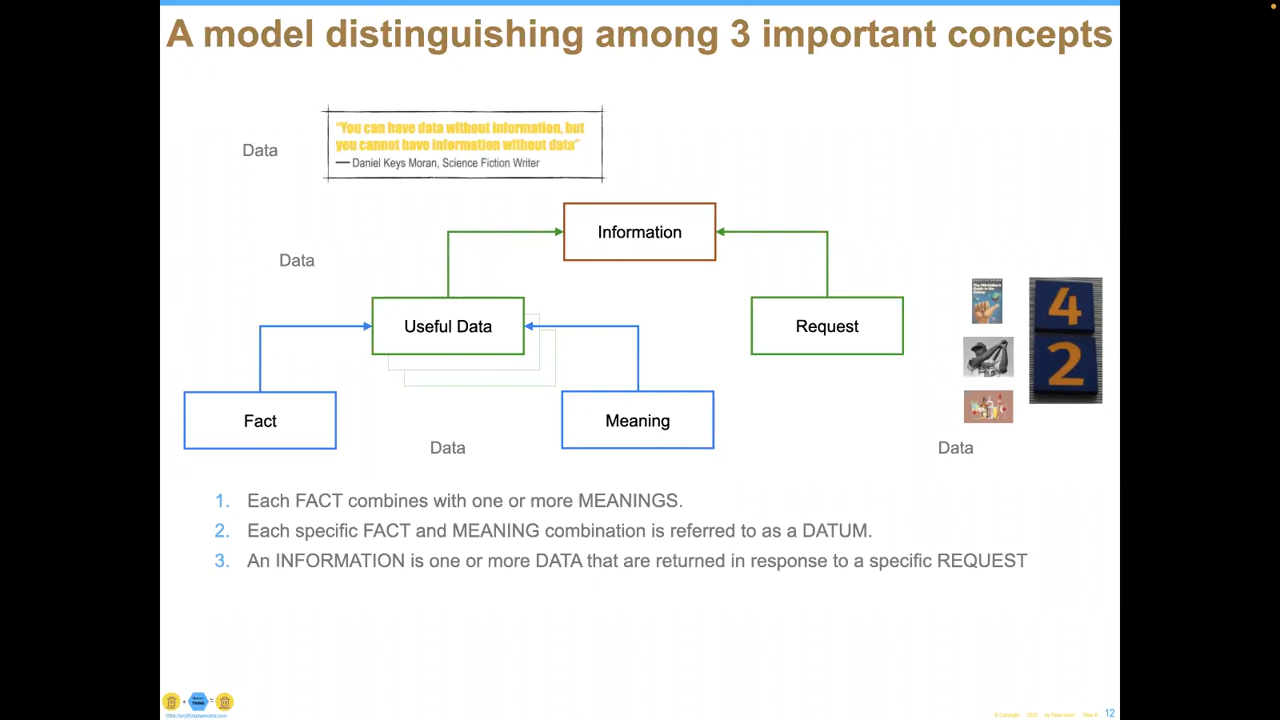 A model distinguishing among 3 important concepts
“You can have data without information, but
you cannot have information without data”
— Daniel Keys Moran, Science Fiction Writer
Data
Information
Data
Useful Data
Request
4
2
Fact
Meaning
Data
Data
1. Each FACT combines with one or more MEANINGS.
2. Each specific FACT and MEANING combination is referred to as a DATUM.
3. An INFORMATION is one or more DATA that are returned in response to a specific REQUEST
12